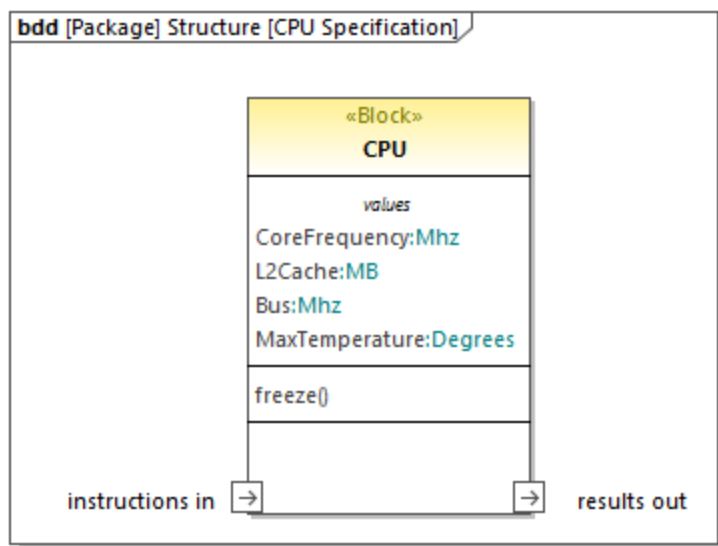 bdd [Package] Structure [CPU Specification]
«Block»
CPU
values
CoreFrequency:Mhz
L2Cache:MB
Bus:Mhz
MaxTemperature:Degrees
freeze()
instructions in
results out